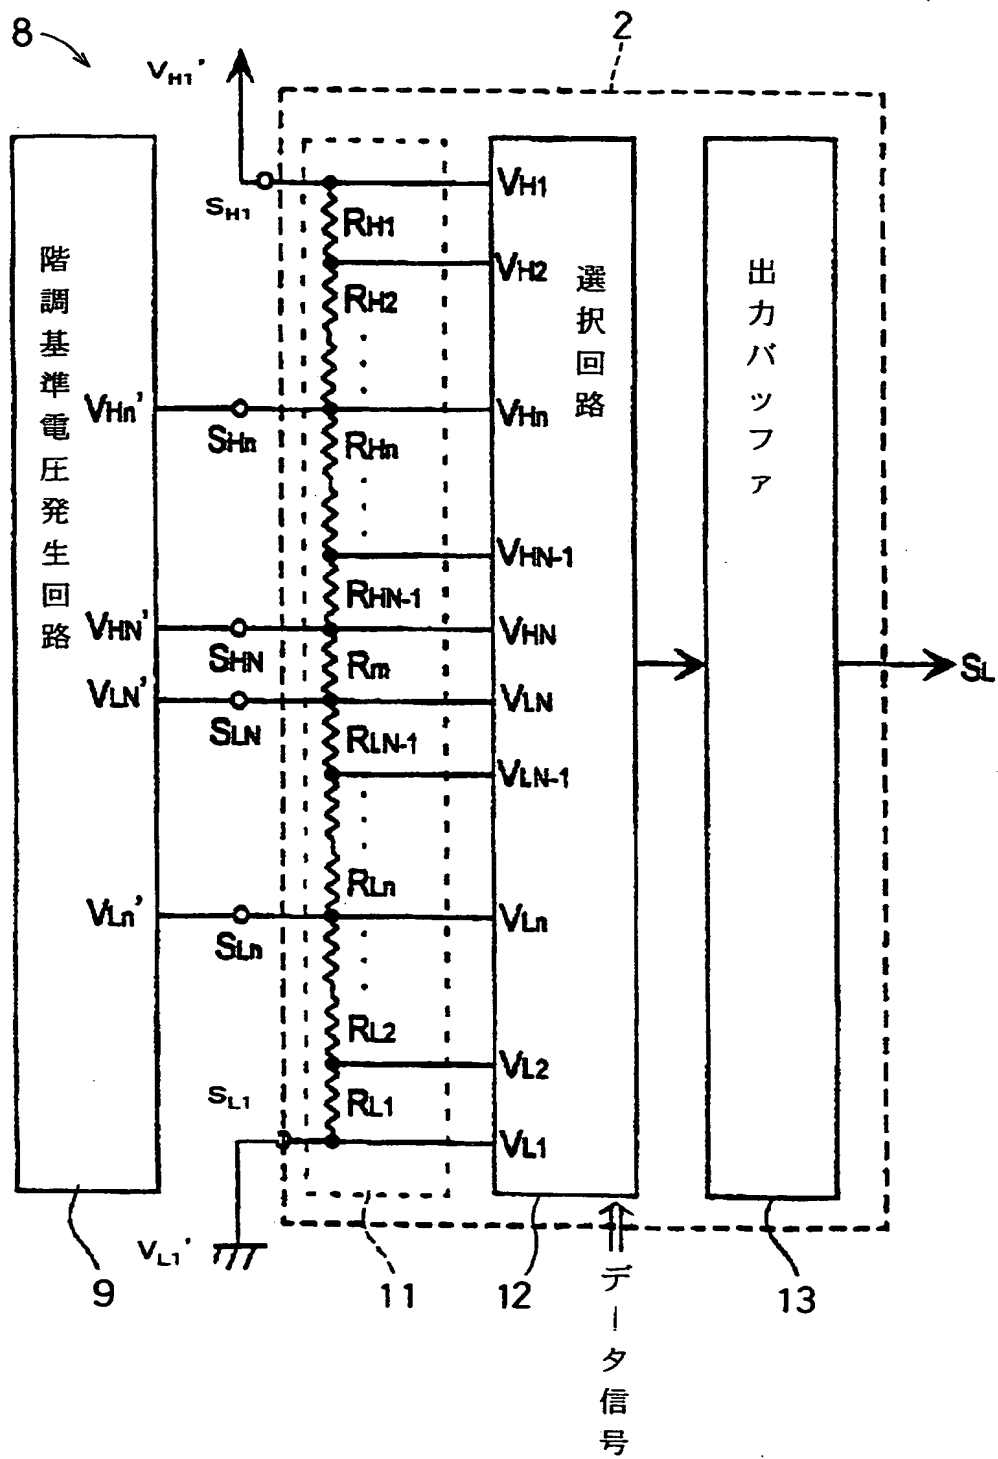 8
2
VH1'
SH1
階調基準電圧発生回路
VHn'
SHn
VHN'
SHN
VLN'
SLN
VLn'
SLn
SL1
VL1'
RH1
RH2
RHn
RHN-1
Rm
RLN-1
RLn
RL2
RL1
VH1
VH2
VHn
VHN-1
VHN
VLN
VLN-1
VLn
VL2
VL1
選択回路
出力バッファ
SL
9
11
12
13
データ信号